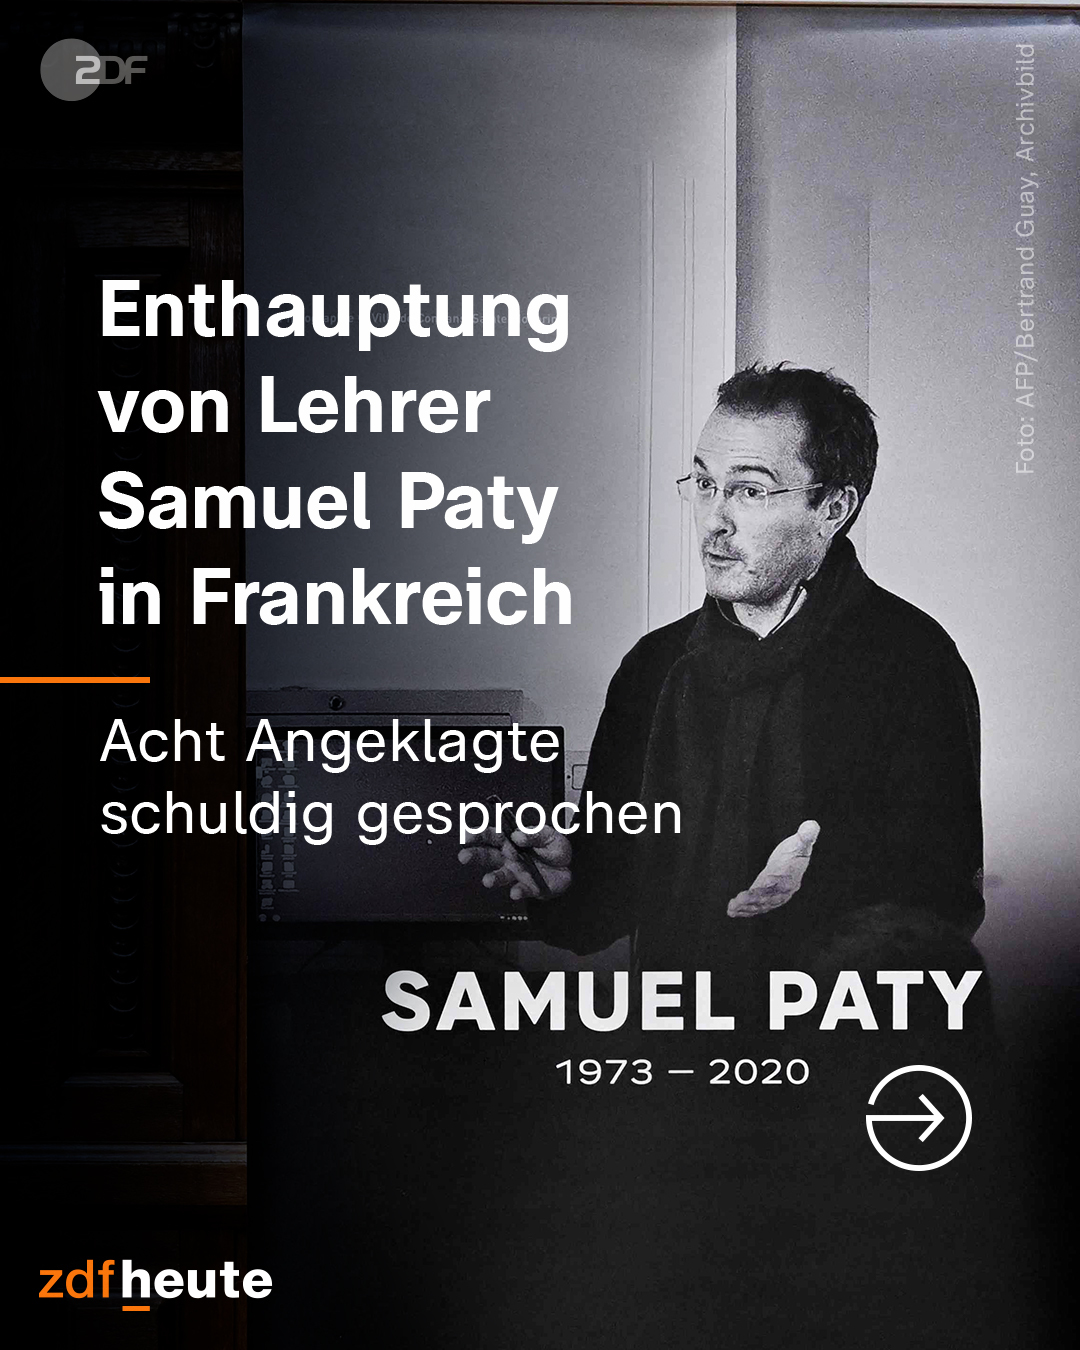 ZDF
Foto: AFP/Bertrand Guay, Archivbild
Enthauptung
von Lehrer
Samuel Paty
in Frankreich
Acht Angeklagte
schuldig gesprochen
SAMUEL PATY
1973 – 2020
zdfheute